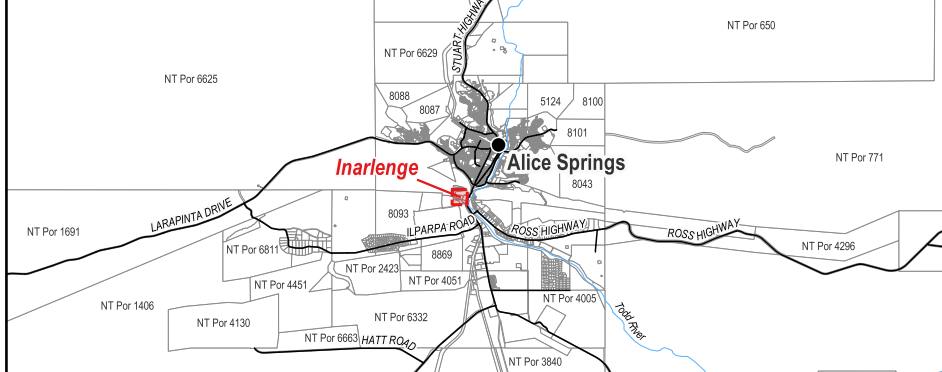 STUART HIGHWAY
NT Por 650
NT Por 6629
NT Por 6625
8088
8087
5124
8100
8101
Alice Springs
NT Por 771
Inarlenge
8043
LARAPINTA DRIVE
8093
ILPARPA ROAD
ROSS HIGHWAY
ROSS HIGHWAY
NT Por 1691
NT Por 6811
NT Por 4296
8869
NT Por 2423
NT Por 4451
NT Por 4051
NT Por 4005
NT Por 1406
Todd River
NT Por 4130
NT Por 6332
NT Por 6663
HATT ROAD
NT Por 3840